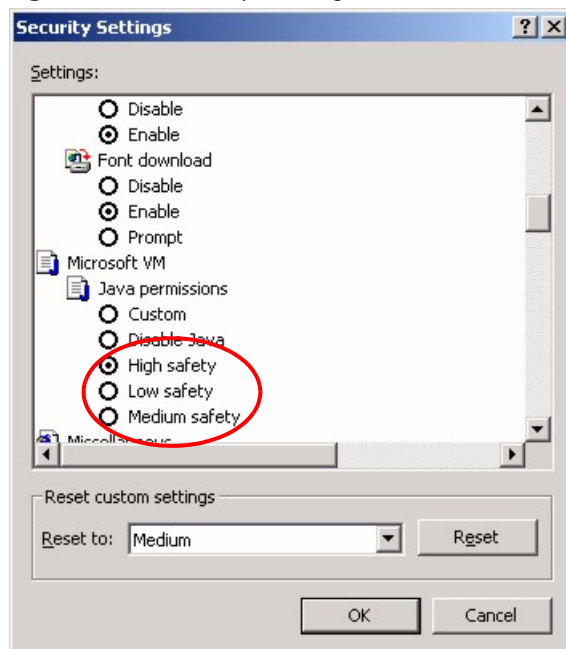 Security Settings
Settings:
Disable
Enable
Font download
Disable
Enable
Prompt
Microsoft VM
Java permissions
Custom
Disable Java
High safety
Low safety
Medium safety
Miscellaneous
Reset custom settings
Reset to: Medium Reset
OK Cancel